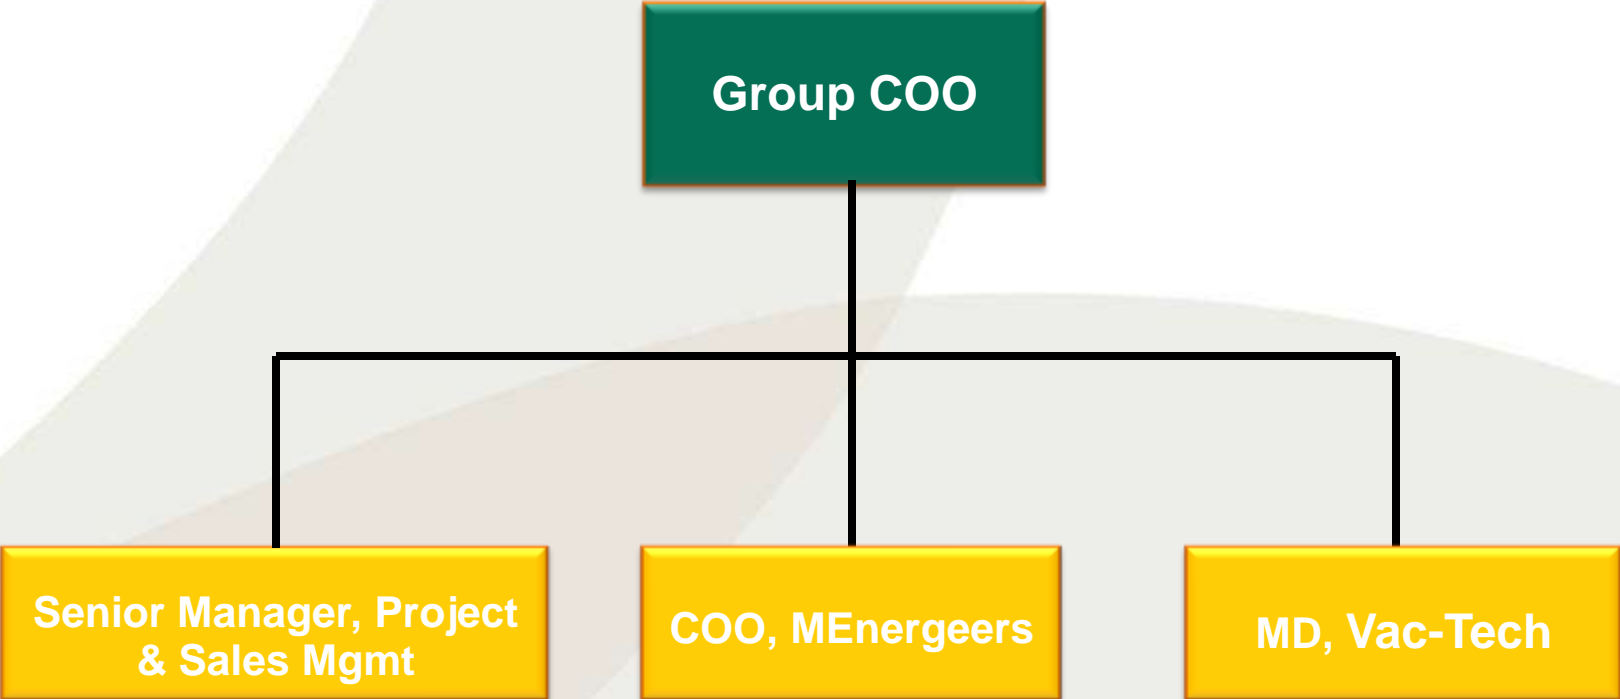 Group COO
Senior Manager, Project
& Sales Mgmt
COO, MEnergeers
MD, Vac-Tech